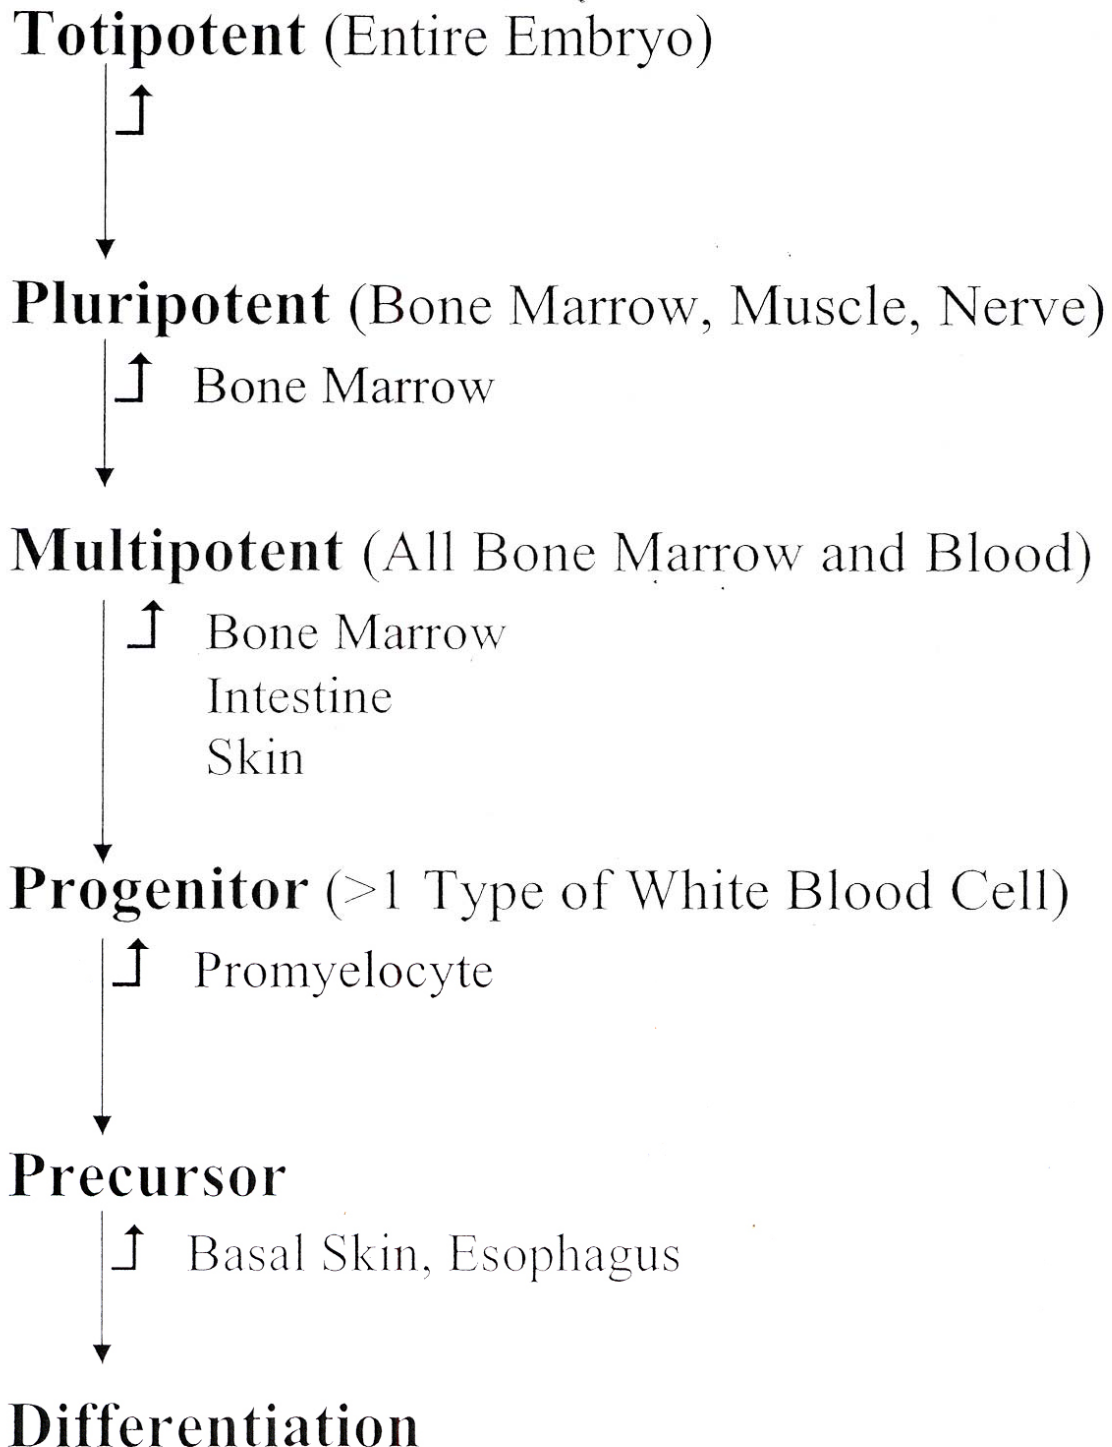 Totipotent (Entire Embryo)
Pluripotent (Bone Marrow, Muscle, Nerve)
Bone Marrow
Multipotent (All Bone Marrow and Blood)
Bone Marrow
Intestine
Skin
Progenitor (>1 Type of White Blood Cell)
Promyelocyte
Precursor
Basal Skin, Esophagus
Differentiation